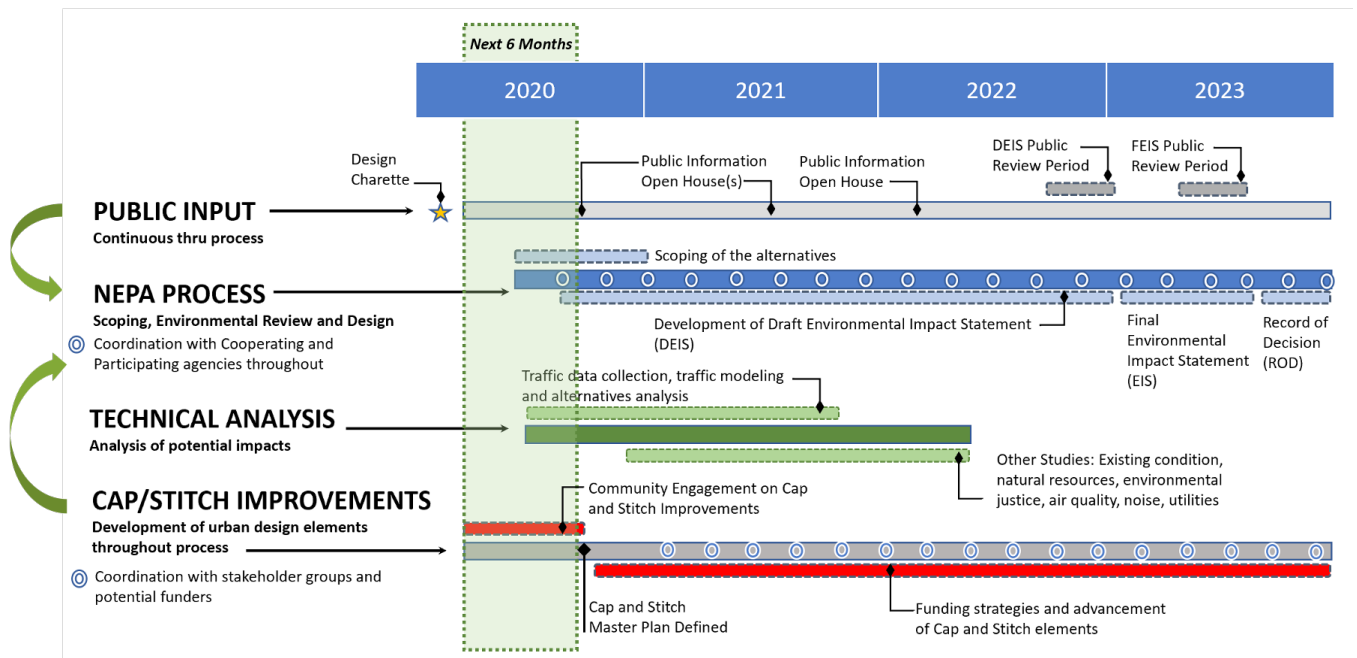 Next 6 Months
2020
2021
2022
2023
Design
Charette
Public Information
Open House(s)
Public Information
Open House
DEIS Public
Review Period
FEIS Public
Review Period
PUBLIC INPUT
Continuous thru process
Scoping of the alternatives
NEPA PROCESS
Scoping, Environmental Review and Design
Coordination with Cooperating and
Participating agencies throughout
Development of Draft Environmental Impact Statement
(DEIS)
Final
Environmental
Impact Statement
(EIS)
Record of
Decision
(ROD)
Traffic data collection, traffic modeling
and alternatives analysis
TECHNICAL ANALYSIS
Analysis of potential impacts
Other Studies: Existing condition,
natural resources, environmental
justice, air quality, noise, utilities
CAP/STITCH IMPROVEMENTS
Development of urban design elements
throughout process
Community Engagement on Cap
and Stitch Improvements
Coordination with stakeholder groups and
potential funders
Cap and Stitch
Master Plan Defined
Funding strategies and advancement
of Cap and Stitch elements